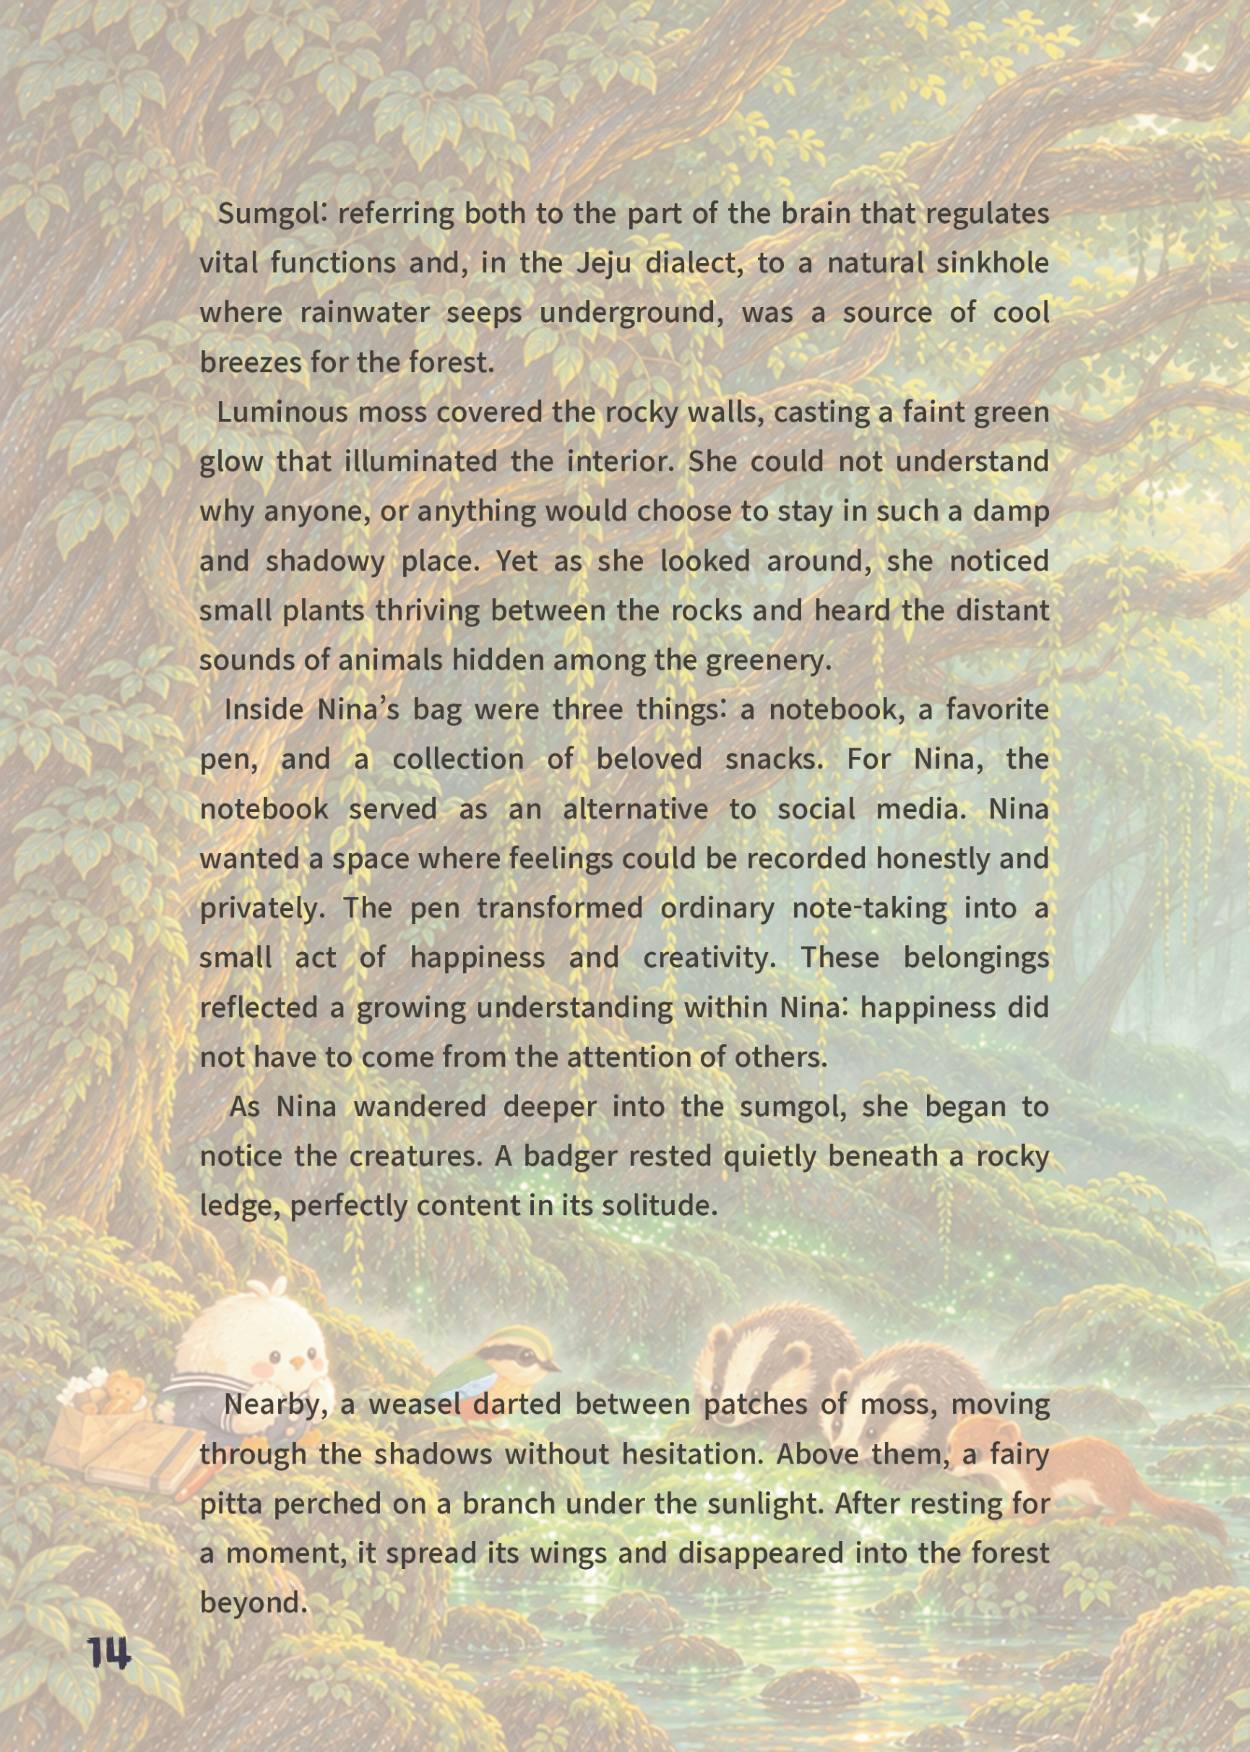 Sumgol: referring both to the part of the brain that regulates
vital functions and, in the Jeju dialect, to a natural sinkhole
where rainwater seeps underground, was a source of cool
breezes for the forest.
Luminous moss covered the rocky walls, casting a faint green
glow that illuminated the interior. She could not understand
why anyone, or anything would choose to stay in such a damp
and shadowy place. Yet as she looked around, she noticed
small plants thriving between the rocks and heard the distant
sounds of animals hidden among the greenery.
Inside Nina’s bag were three things: a notebook, a favorite
pen, and a collection of beloved snacks. For Nina, the
notebook served as an alternative to social media. Nina
wanted a space where feelings could be recorded honestly and
privately. The pen transformed ordinary note-taking into a
small act of happiness and creativity. These belongings
reflected a growing understanding within Nina: happiness did
not have to come from the attention of others.
As Nina wandered deeper into the sumgol, she began to
notice the creatures. A badger rested quietly beneath a rocky
ledge, perfectly content in its solitude.
Nearby, a weasel darted between patches of moss, moving
through the shadows without hesitation. Above them, a fairy
pitta perched on a branch under the sunlight. After resting for
a moment, it spread its wings and disappeared into the forest
beyond.
14